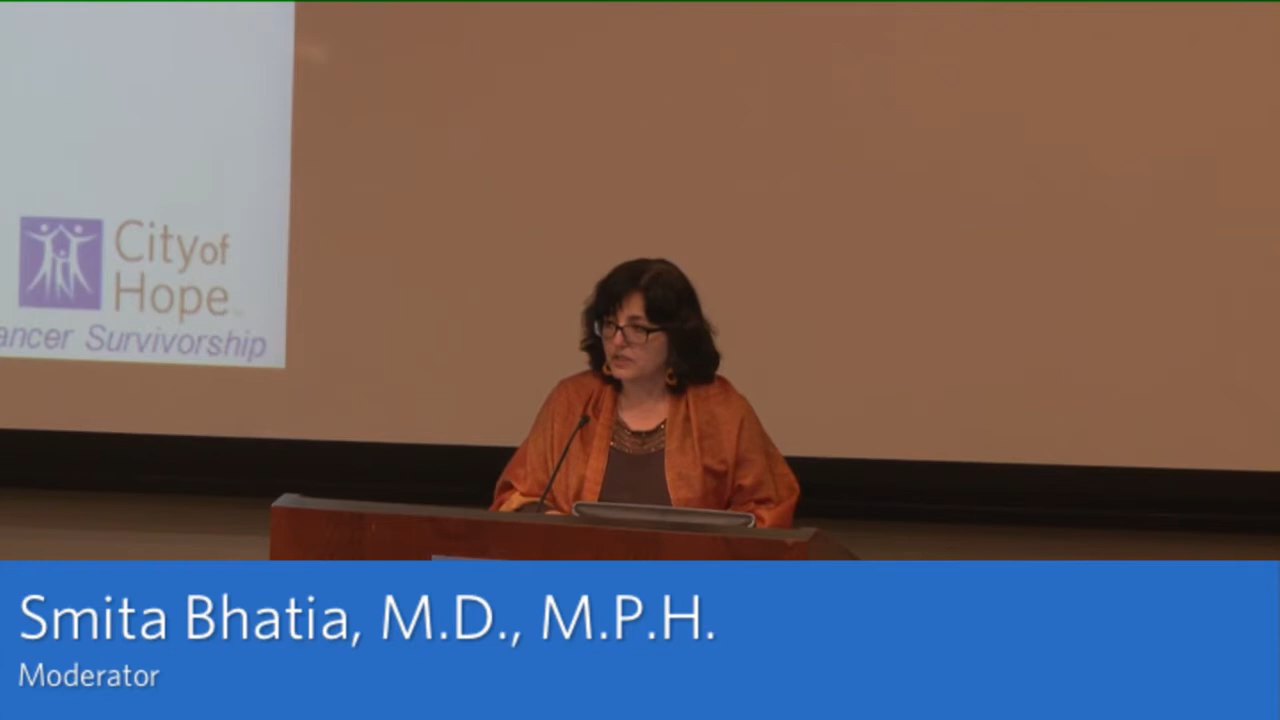 City of
Hope
ancer Survivorship
Smita Bhatia, M.D., M.P.H.
Moderator